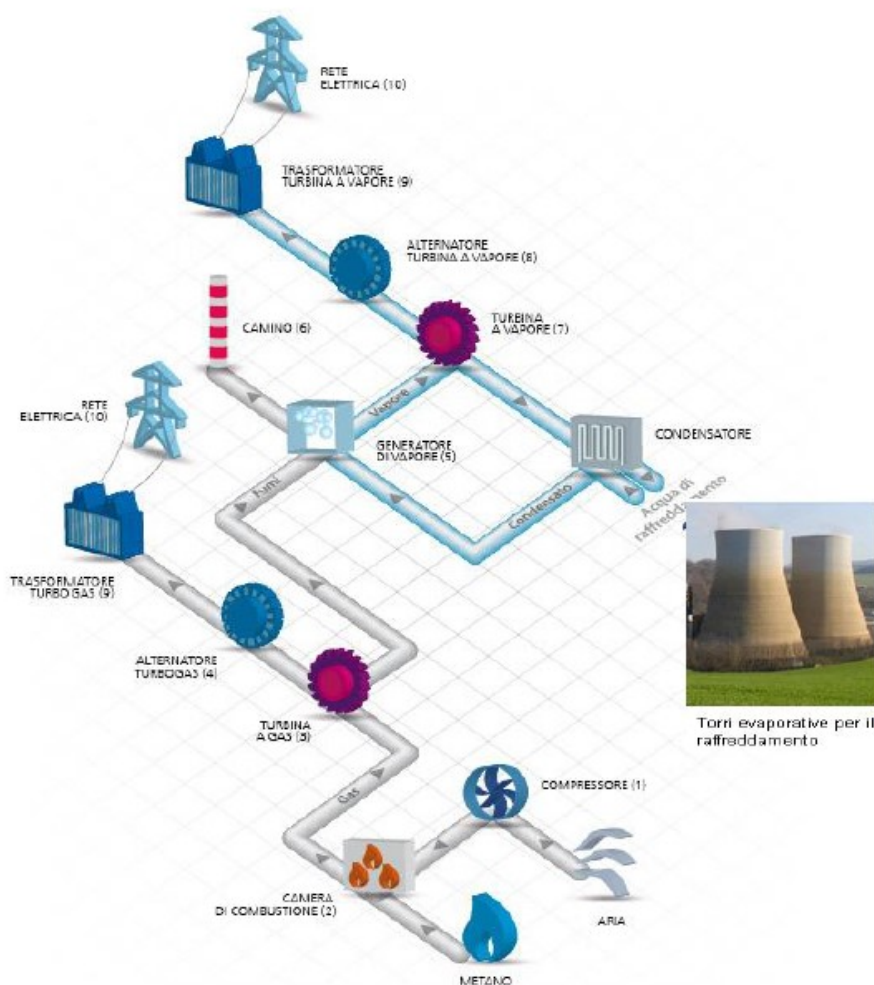 RETE
ELETTRICA (10)
TRASFORMATORE
TURBINA A VAPORE (9)
ALTERNATORE
TURBINA A VAPORE (8)
TURBINA
A VAPORE (7)
CAMINO (6)
RETE
ELETTRICA (10)
Vapore
GENERATORE
DI VAPORE (5)
CONDENSATORE
Fumi
Condensato
Acqua di
raffreddamento
TRASFORMATORE
TURBO GAS (9)
ALTERNATORE
TURBOGAS (4)
TURBINA
A GAS (3)
Torri evaporative per il
raffreddamento
Gas
COMPRESSORE (1)
CAMERA
DI COMBUSTIONE (2)
ARIA
METANO